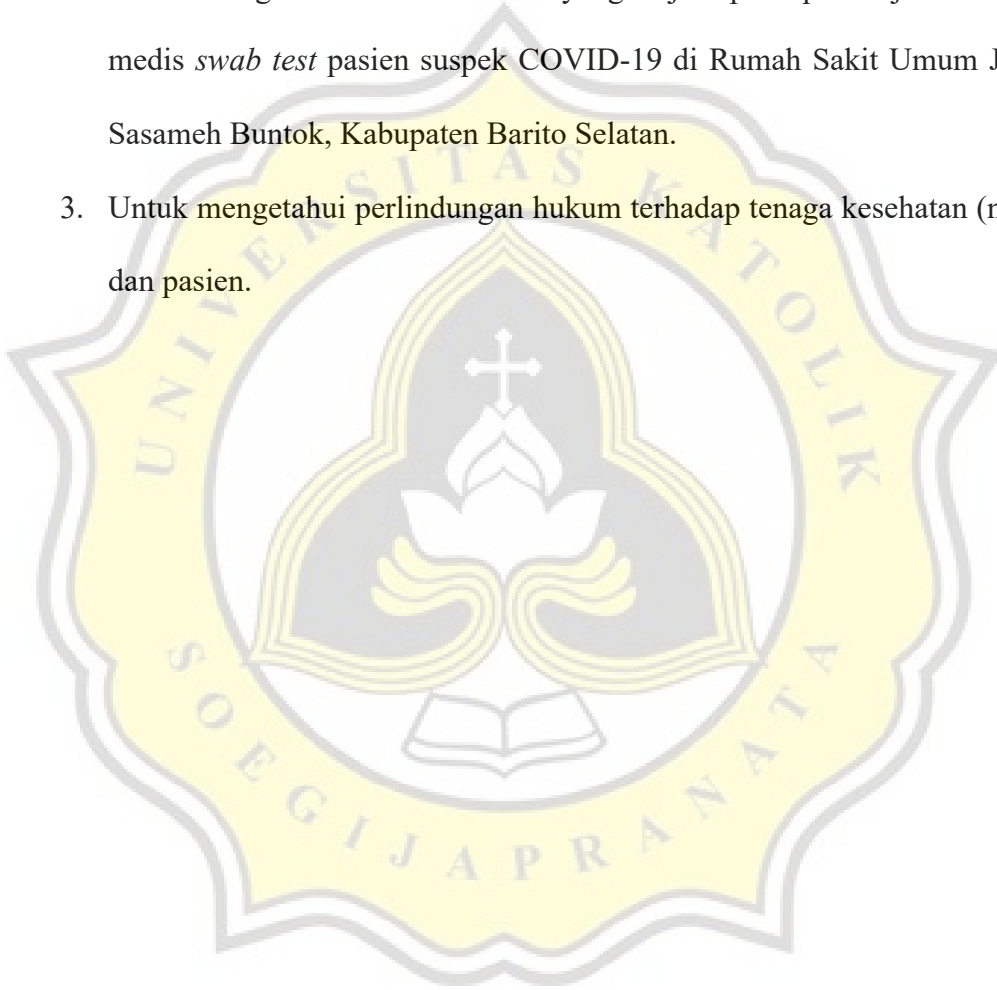 medis swab test pasien suspek COVID-19 di Rumah Sakit Umum
Sasameh Buntok, Kabupaten Barito Selatan.
3. Untuk mengetahui perlindungan hukum terhadap tenaga kesehatan
dan pasien.
UNIVERSITAS KATOLIK
SOEGIJAPRANATA